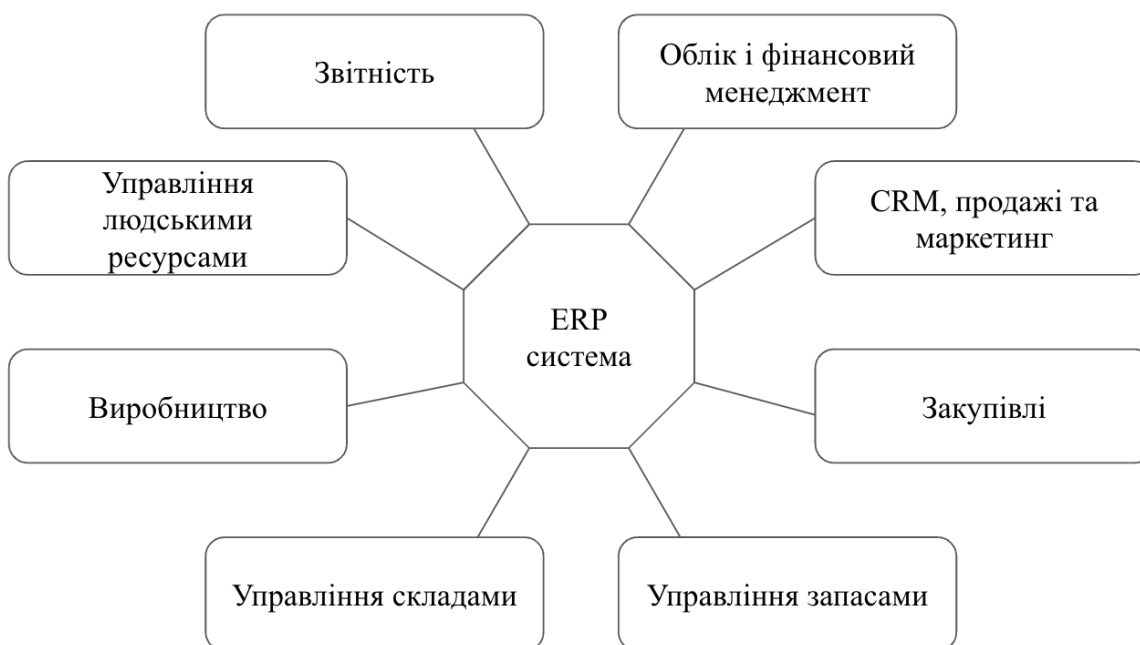 Звітність
Облік і фінансовий
менеджмент
Управління
людськими
ресурсами
CRM, продажі та
маркетинг
ERP
система
Виробництво
Закупівлі
Управління складами
Управління запасами